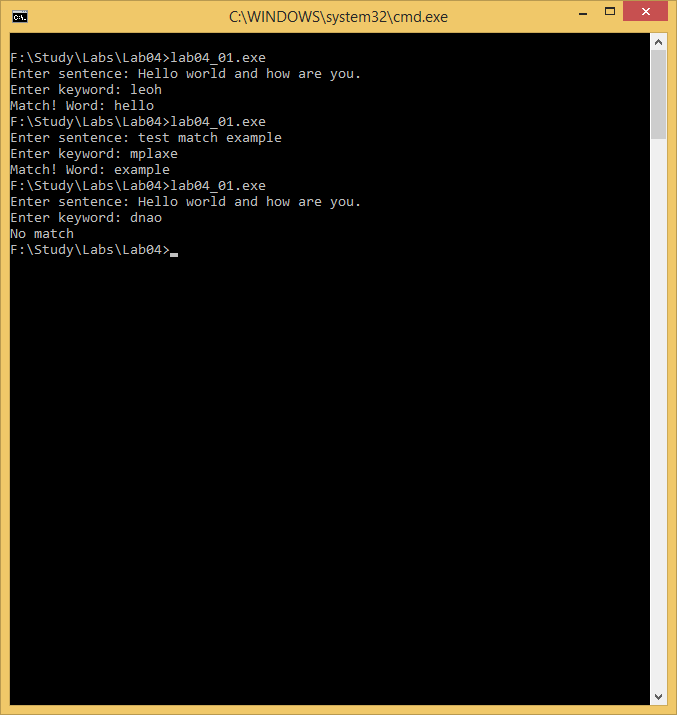 C:\WINDOWS\system32\cmd.exe
F:\Study\Labs\Lab04>lab04_01.exe
Enter sentence: Hello world and how are you.
Enter keyword: leoh
Match! Word: hello
F:\Study\Labs\Lab04>lab04_01.exe
Enter sentence: test match example
Enter keyword: mplaxe
Match! Word: example
F:\Study\Labs\Lab04>lab04_01.exe
Enter sentence: Hello world and how are you.
Enter keyword: dnao
No match
F:\Study\Labs\Lab04>